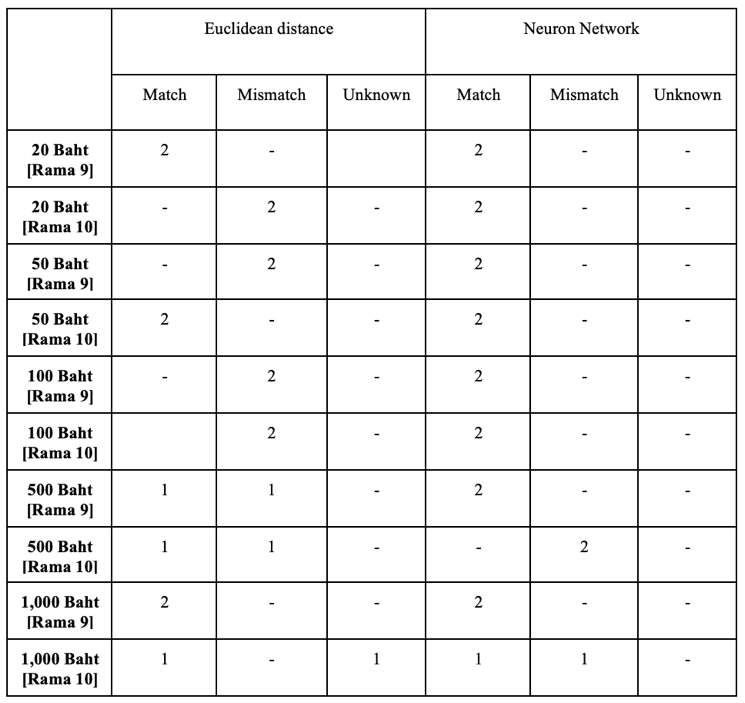 Euclidean distance Neuron Network
Match Mismatch Unknown Match Mismatch Unknown
20 Baht 2 - 2 - -
[Rama 9]
20 Baht - 2 - 2 - -
[Rama 10]
50 Baht - 2 - 2 - -
[Rama 9]
50 Baht 2 - - 2 - -
[Rama 10]
100 Baht - 2 - 2 - -
[Rama 9]
100 Baht 2 - 2 - -
[Rama 10]
500 Baht 1 1 - 2 - -
[Rama 9]
500 Baht 1 1 - - 2 -
[Rama 10]
1,000 Baht 2 - - 2 - -
[Rama 9]
1,000 Baht 1 - 1 1 1 -
[Rama 10]